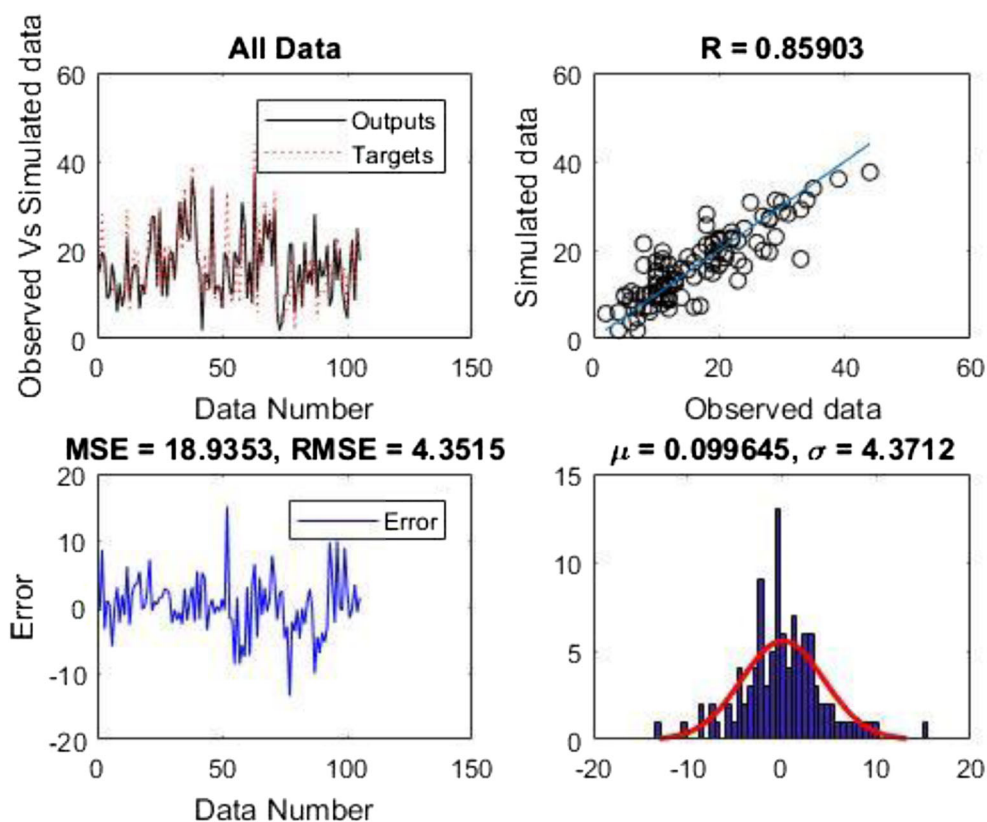 All Data
Observed Vs Simulated data
60
40
20
0
Outputs
Targets
0 50 100 150
Data Number
R = 0.85903
Simulated data
60
40
20
0
0 20 40 60
Observed data
MSE = 18.9353, RMSE = 4.3515
Error
20
10
0
-10
-20
Error
0 50 100 150
Data Number
μ = 0.099645, σ = 4.3712
15
10
5
0
-20 -10 0 10 20